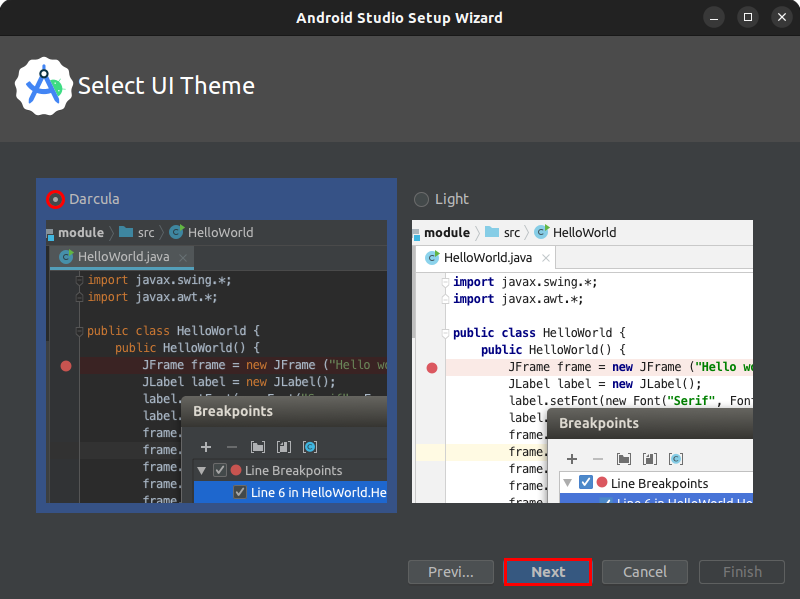 Android Studio Setup Wizard
Select UI Theme
Darcula
module src HelloWorld
HelloWorld.java
import javax.swing.*;
import javax.awt.*;
public class HelloWorld {
public HelloWorld() {
JFrame frame = new JFrame ("Hello wo
JLabel label = new JLabel();
label.
label.
frame.
frame.
frame.
frame.
frame.
Breakpoints
Line Breakpoints
Line 6 in HelloWorld.He
Light
module src HelloWorld
HelloWorld.java
import javax.swing.*;
import javax.awt.*;
public class HelloWorld {
public HelloWorld() {
JFrame frame = new JFrame ("Hello wo
JLabel label = new JLabel();
label.setFont(new Font("Serif", Font
label.
frame.
frame.
frame.
frame.
frame.
Breakpoints
Line Breakpoints
Line 6 in HelloWorld.He
Previ... Next Cancel Finish